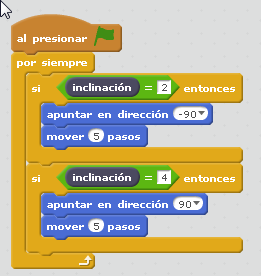 al presionar
por siempre
si inclinación = 2 entonces
apuntar en dirección -90
mover 5 pasos
si inclinación = 4 entonces
apuntar en dirección 90
mover 5 pasos